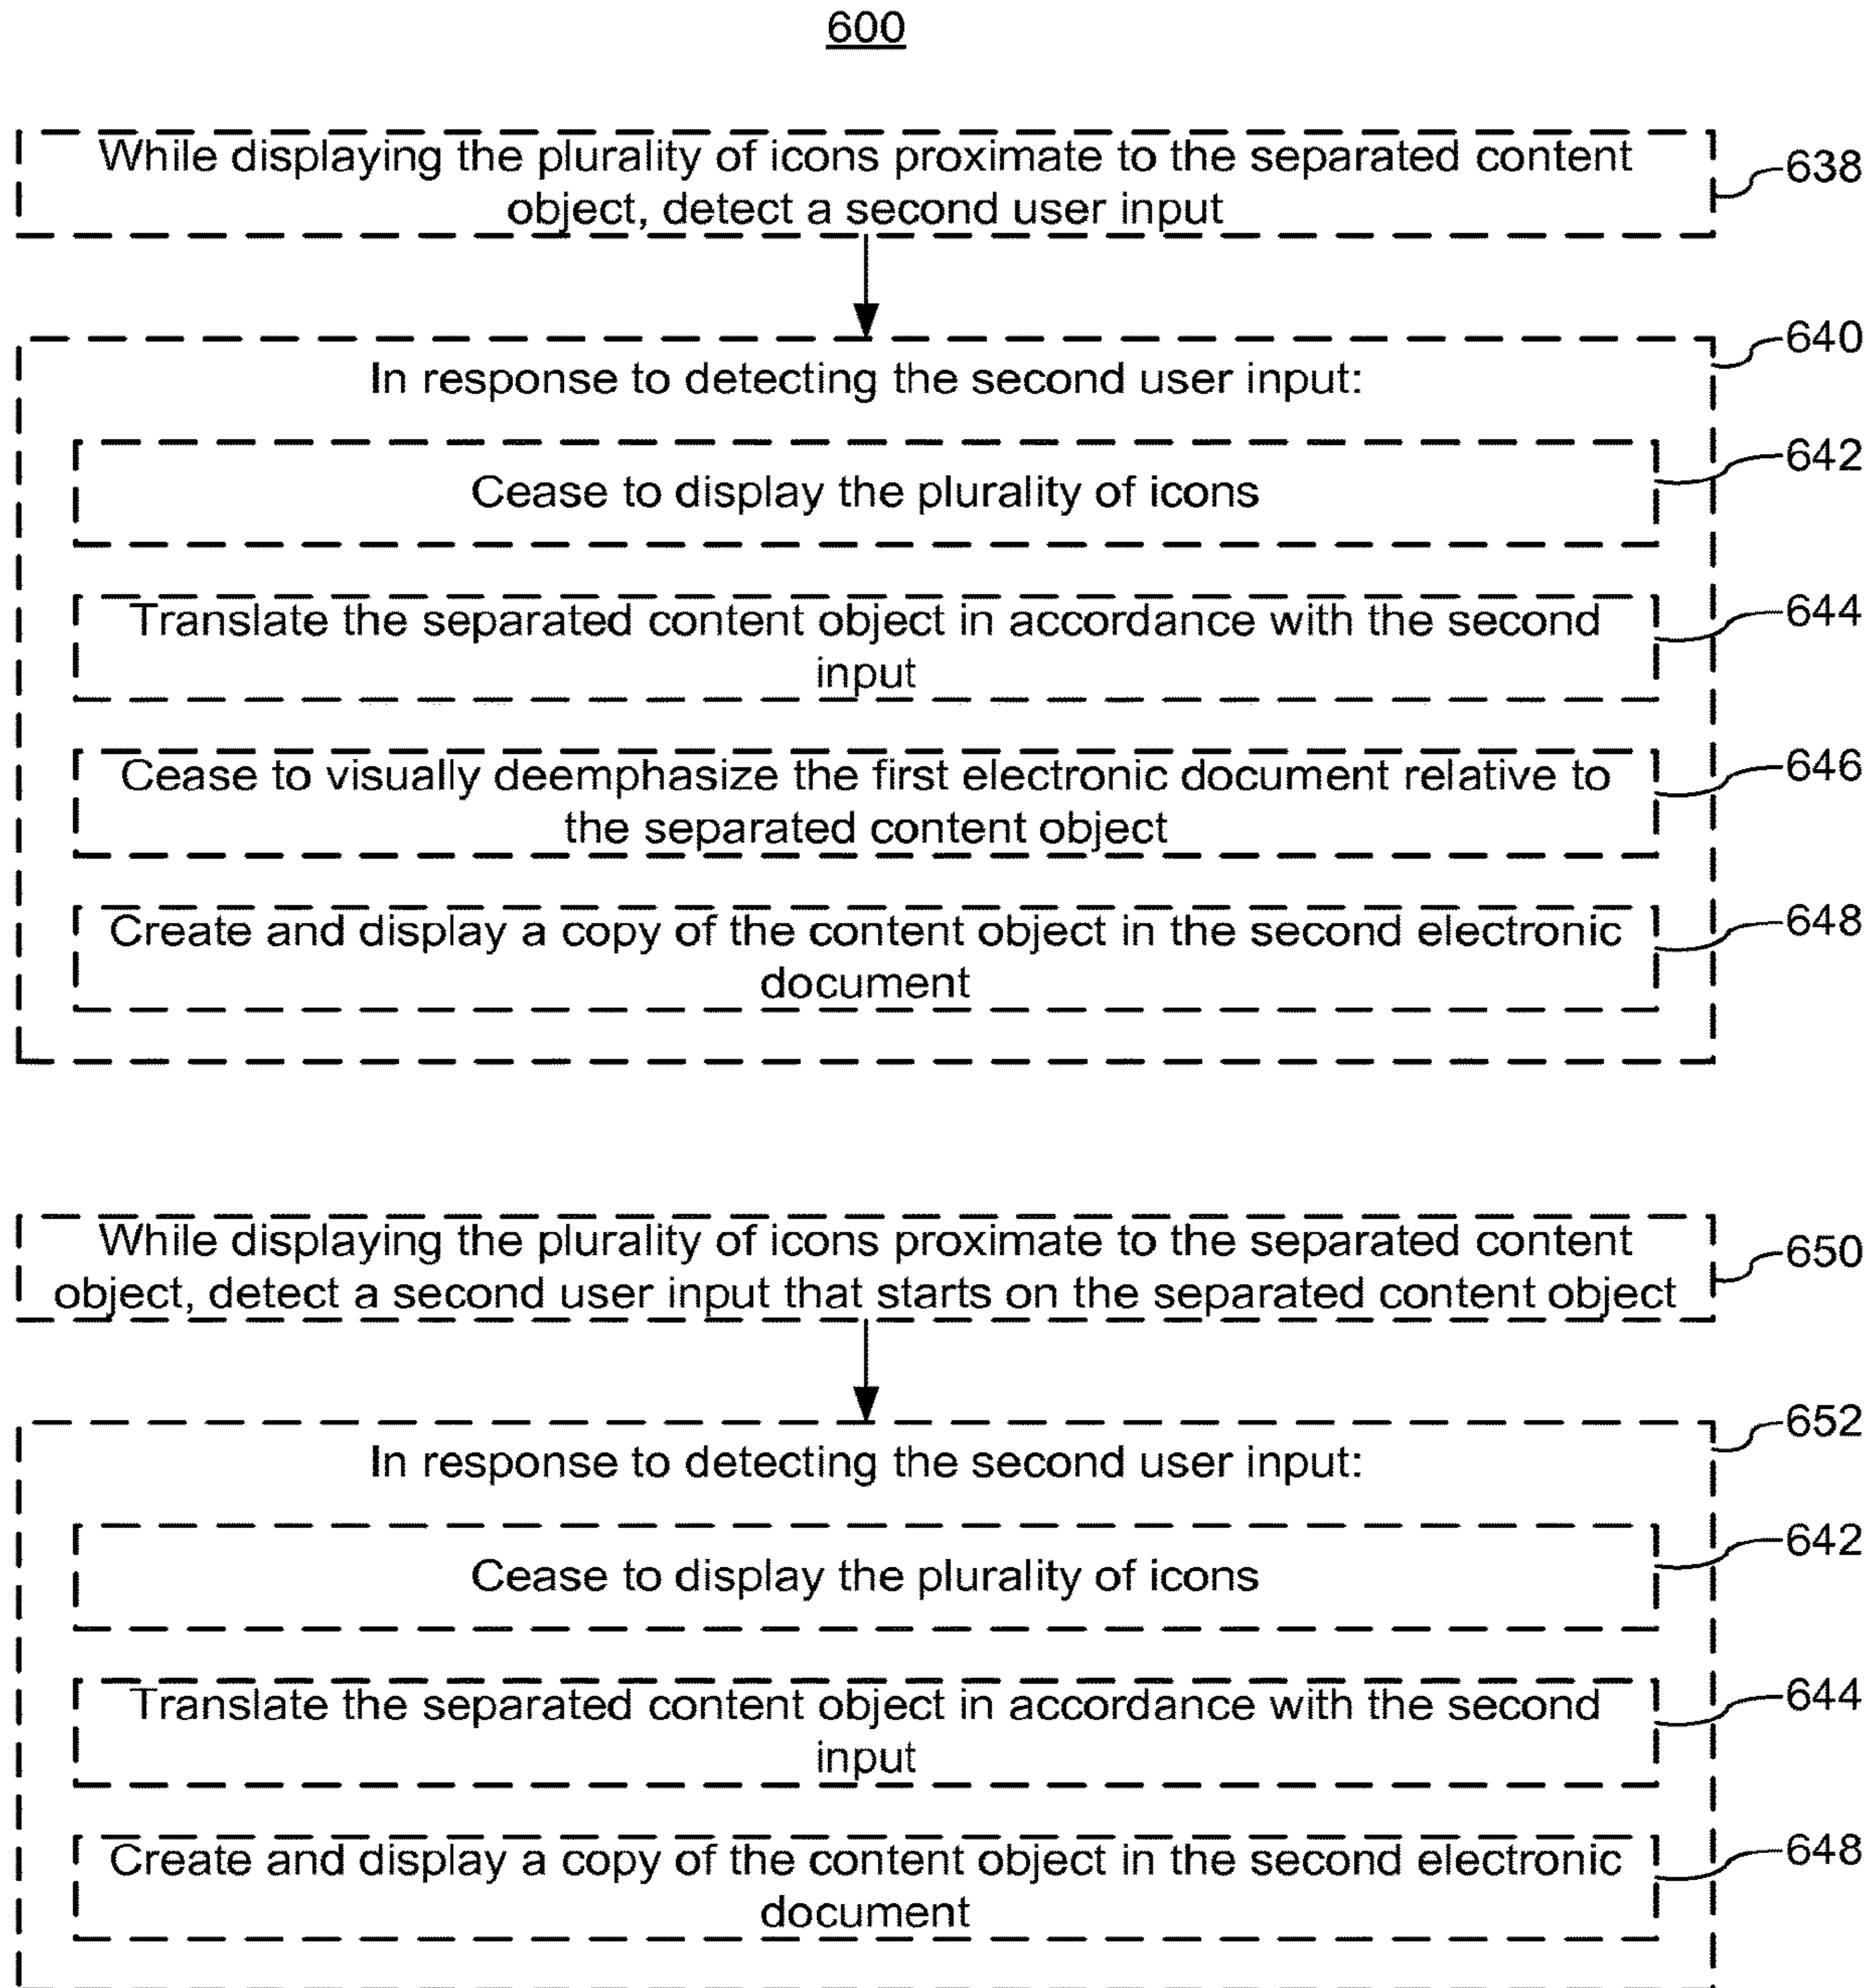 600
While displaying the plurality of icons proximate to the separated content
object, detect a second user input
638
In response to detecting the second user input:
640
Cease to display the plurality of icons
642
Translate the separated content object in accordance with the second
input
644
Cease to visually deemphasize the first electronic document relative to
the separated content object
646
Create and display a copy of the content object in the second electronic
document
648
While displaying the plurality of icons proximate to the separated content
object, detect a second user input that starts on the separated content object
650
In response to detecting the second user input:
652
Cease to display the plurality of icons
642
Translate the separated content object in accordance with the second
input
644
Create and display a copy of the content object in the second electronic
document
648